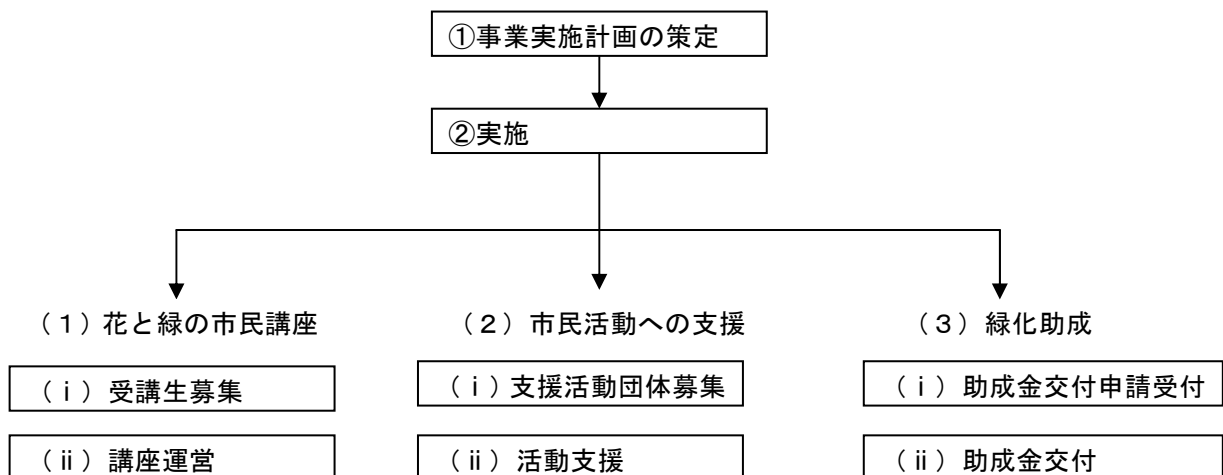 ①事業実施計画の策定
②実施
（１）花と緑の市民講座
（ⅰ）受講生募集
（ⅱ）講座運営
（２）市民活動への支援
（ⅰ）支援活動団体募集
（ⅱ）活動支援
（３）緑化助成
（ⅰ）助成金交付申請受付
（ⅱ）助成金交付